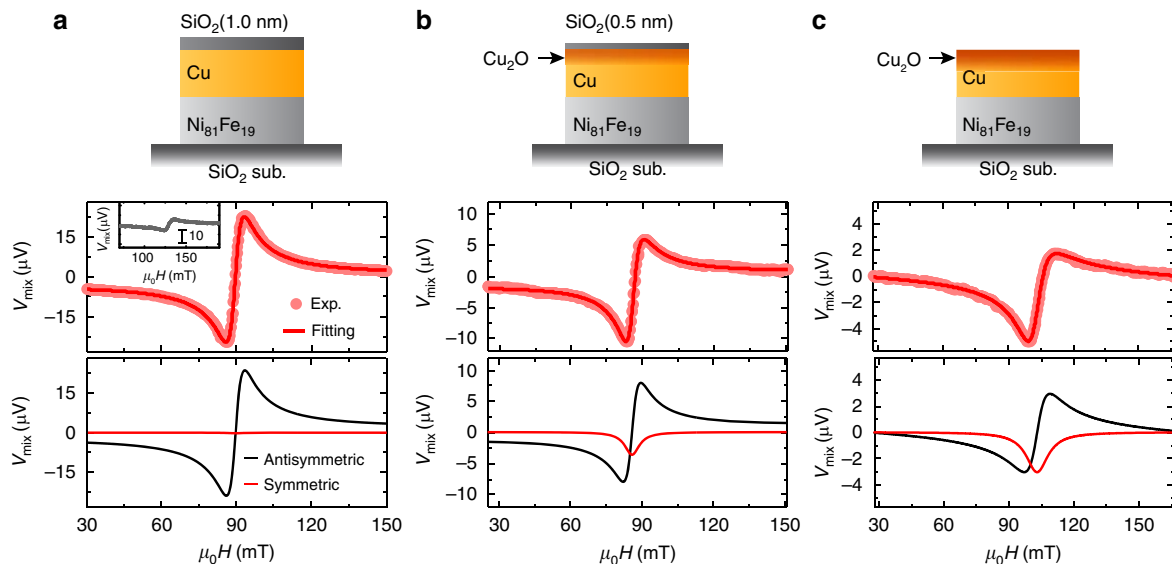 a
SiO2(1.0 nm)
Cu
Ni81Fe19
SiO2 sub.
Vmix(μV)
10
100 150
μ0H (mT)
15
0
−15
Vmix (μV)
Exp.
Fitting
15
0
−15
Vmix (μV)
Antisymmetric
Symmetric
30 60 90 120 150
μ0H (mT)
b
SiO2(0.5 nm)
Cu2O
Cu
Ni81Fe19
SiO2 sub.
10
5
0
−5
−10
Vmix (μV)
10
5
0
−5
−10
Vmix (μV)
30 60 90 120 150
μ0H (mT)
c
Cu2O
Cu
Ni81Fe19
SiO2 sub.
4
2
0
−2
−4
Vmix (μV)
4
2
0
−2
−4
Vmix (μV)
30 60 90 120 150
μ0H (mT)